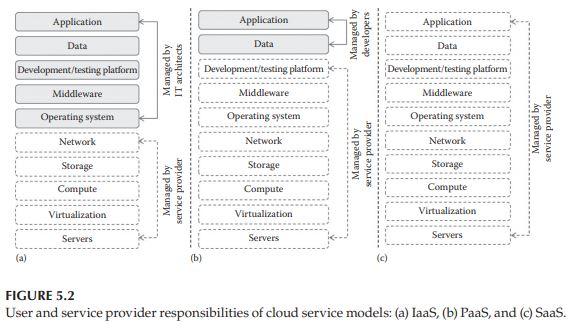 Application
Data
Development/testing platform
Middleware
Operating system
Network
Storage
Compute
Virtualization
Servers
Managed by
IT architects
Managed by
service provider
(a)
Application
Data
Development/testing platform
Middleware
Operating system
Network
Storage
Compute
Virtualization
Servers
Managed by
developers
Managed by
service provider
(b)
Application
Data
Development/testing platform
Middleware
Operating system
Network
Storage
Compute
Virtualization
Servers
Managed by
service provider
(c)
FIGURE 5.2
User and service provider responsibilities of cloud service models: (a) IaaS, (b) PaaS, and (c) SaaS.